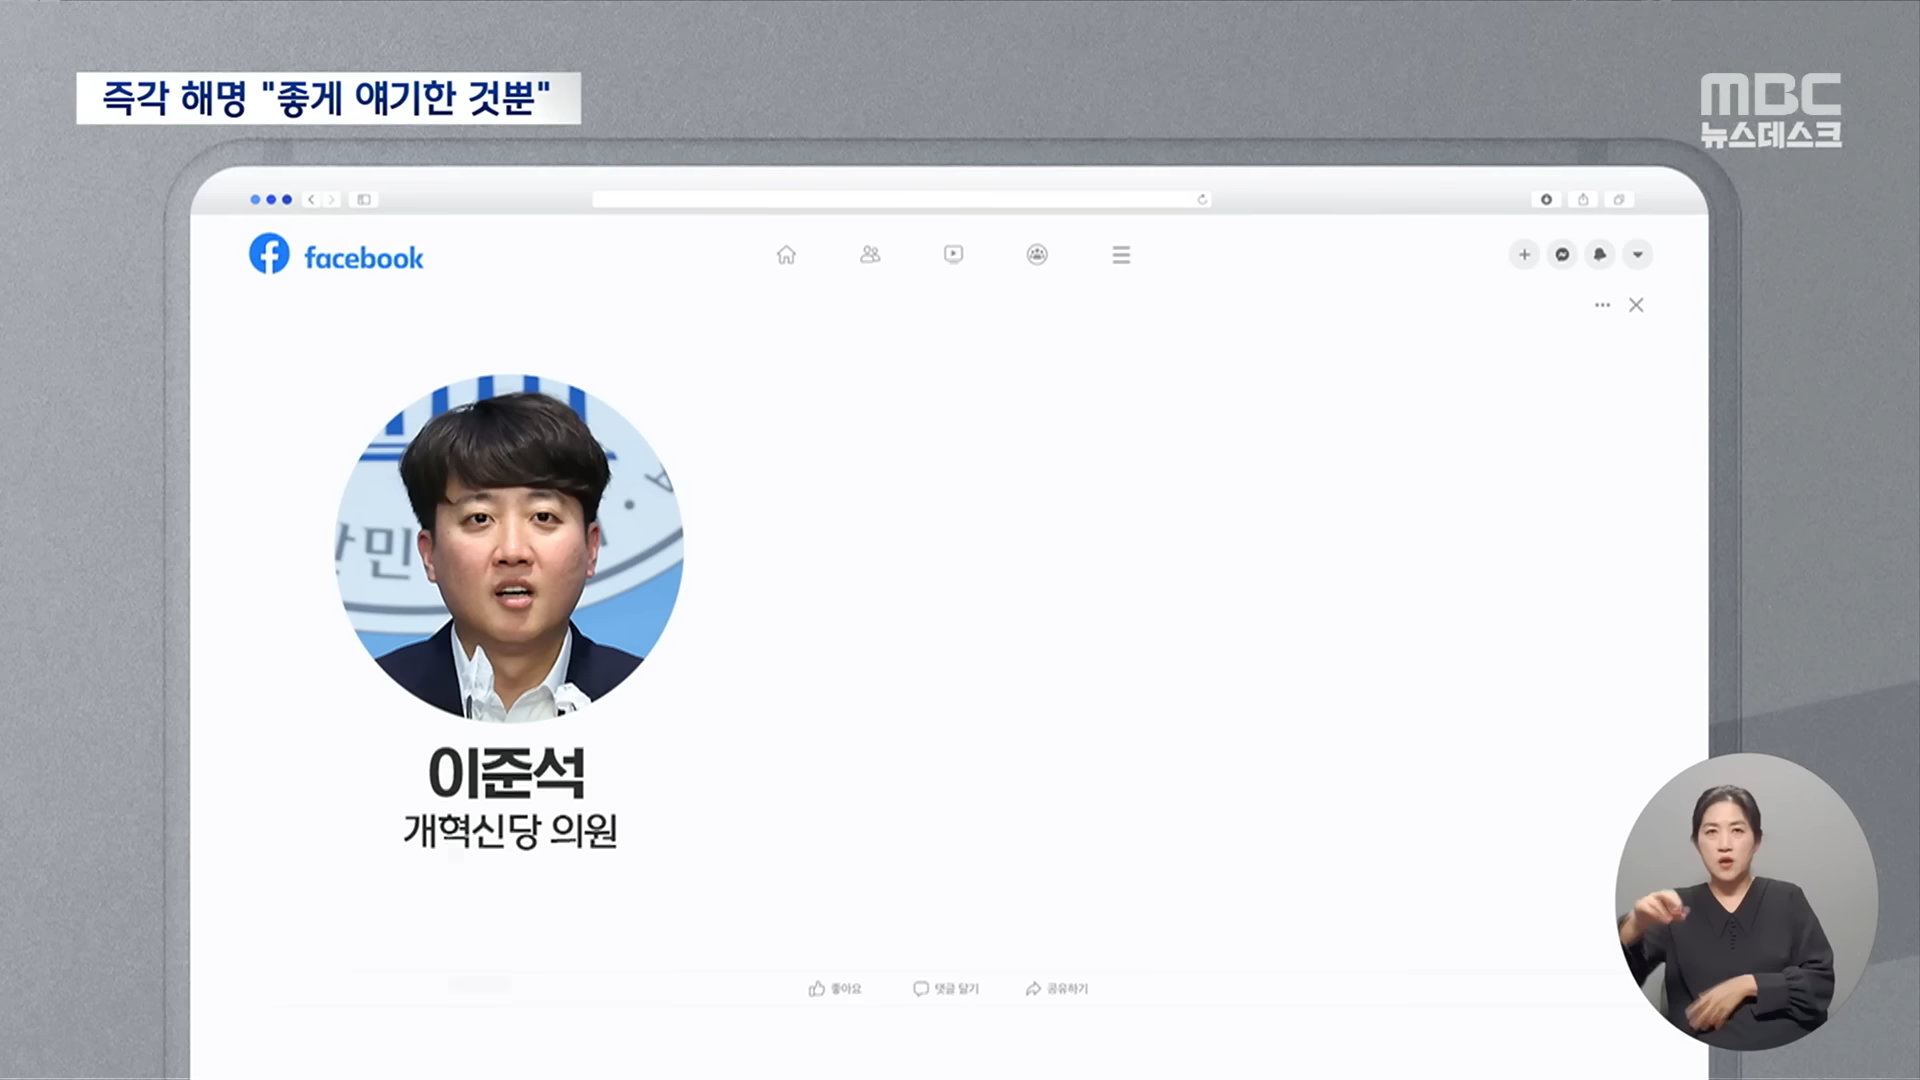 즉각 해명 "좋게 얘기한 것뿐"
MBC
뉴스데스크
facebook
민
이준석
개혁신당 의원
좋아요
댓글 달기
공유하기